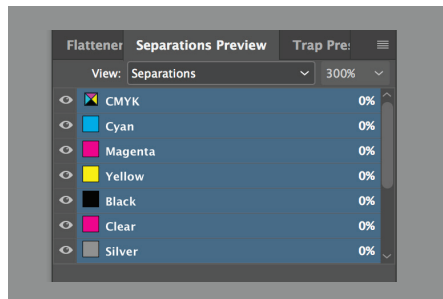 Flattener Separations Preview Trap Pre
View: Separations 300%
CMYK 0%
Cyan 0%
Magenta 0%
Yellow 0%
Black 0%
Clear 0%
Silver 0%